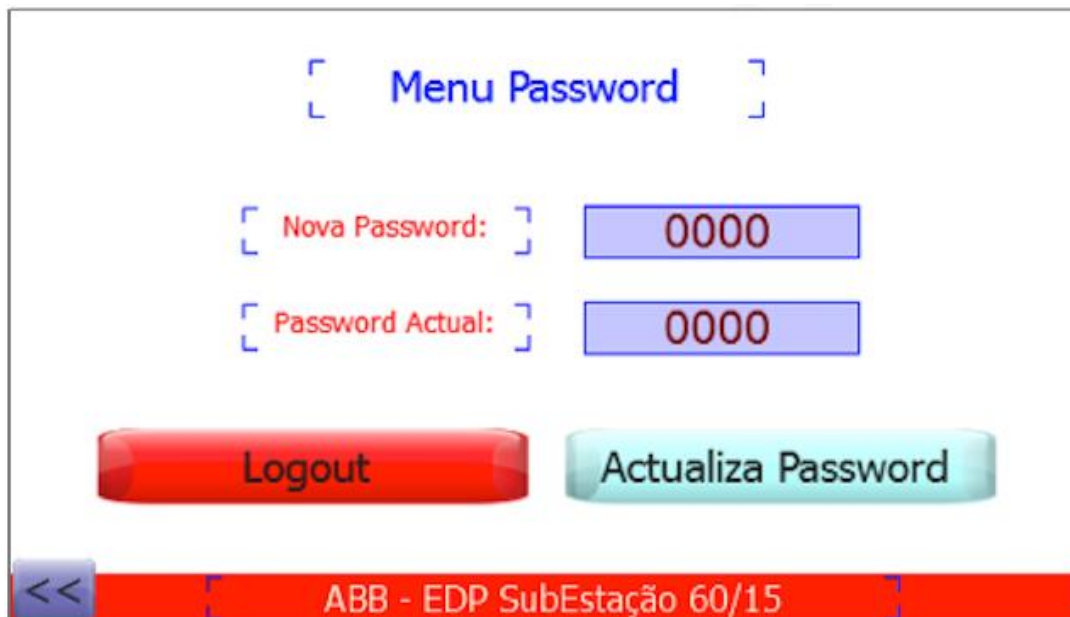 Menu Password
Nova Password: 0000
Password Actual: 0000
Logout Actualiza Password
<< ABB - EDP SubEstação 60/15